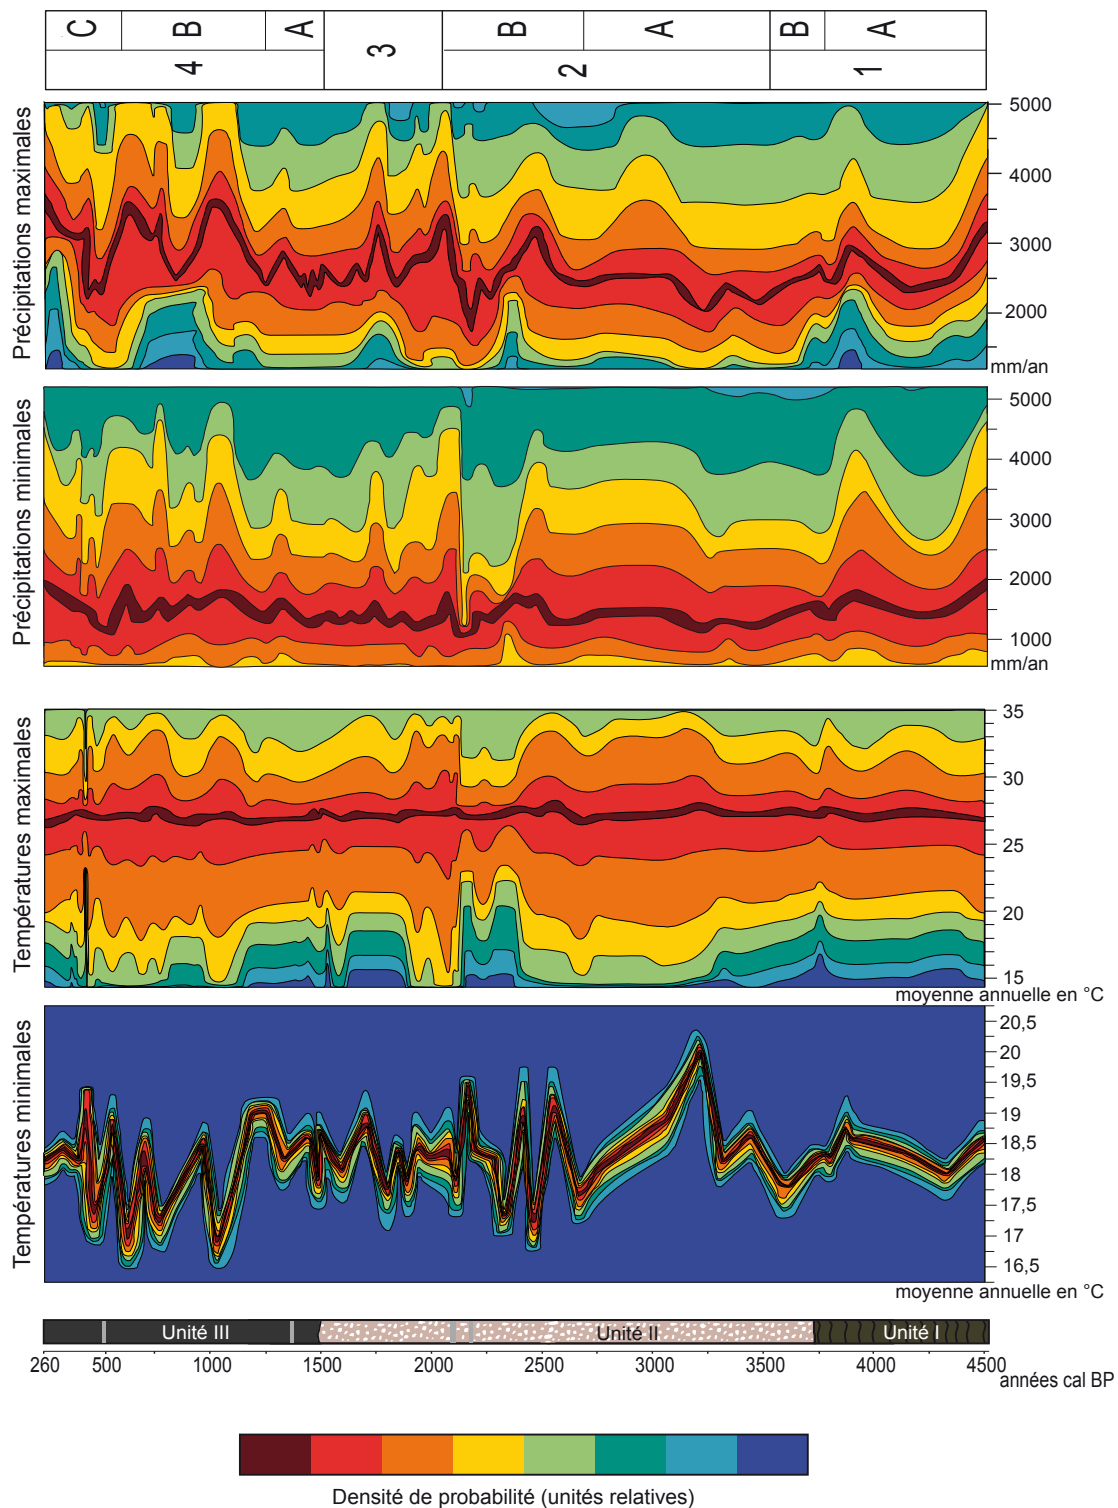 C B A B A B A
4 3 2 1
Précipitations maximales
5000
4000
3000
2000
mm/an
Précipitations minimales
5000
4000
3000
2000
1000
mm/an
Températures maximales
35
30
25
20
15
moyenne annuelle en °C
Températures minimales
20,5
20
19,5
19
18,5
18
17,5
17
16,5
moyenne annuelle en °C
Unité III Unité II Unité I
260 500 1000 1500 2000 2500 3000 3500 4000 4500
années cal BP
Densité de probabilité (unités relatives)